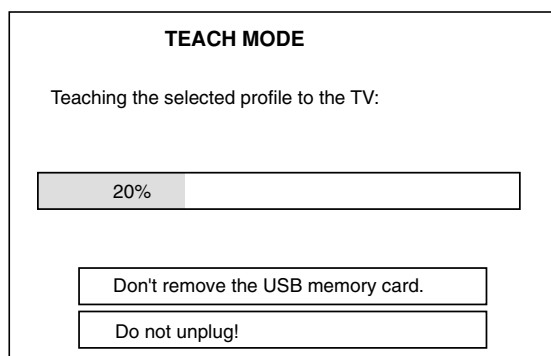 TEACH MODE
Teaching the selected profile to the TV:
20%
Don't remove the USB memory card.
Do not unplug!